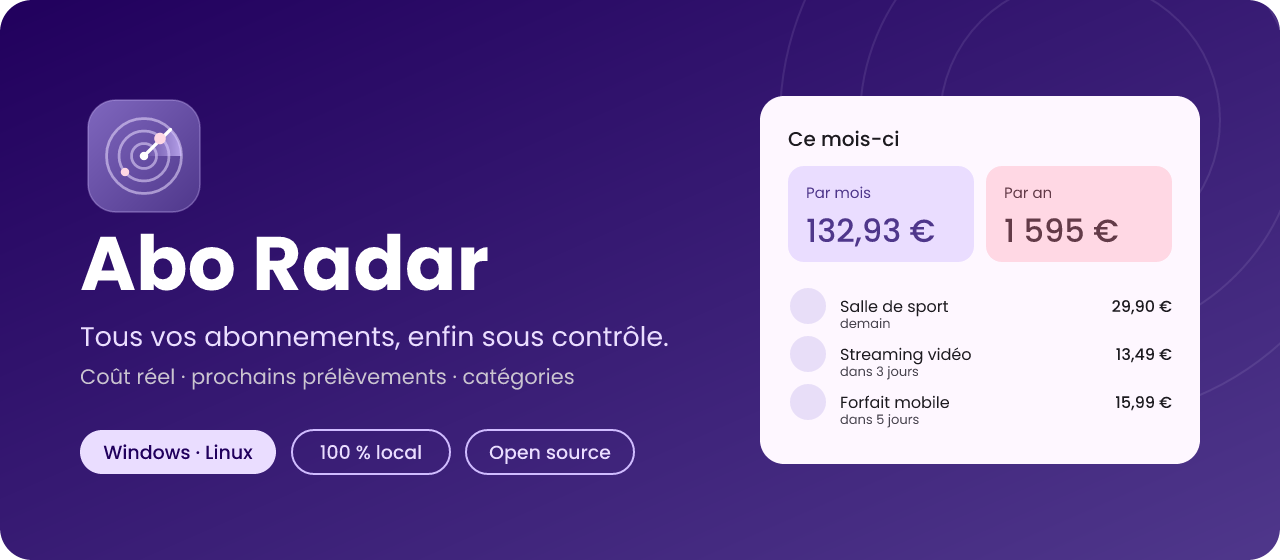 Abo Radar
Tous vos abonnements, enfin sous contrôle.
Coût réel · prochains prélèvements · catégories
Windows · Linux
100 % local
Open source
Ce mois-ci
Par mois
132,93 €
Par an
1 595 €
Salle de sport 29,90 €
demain
Streaming vidéo 13,49 €
dans 3 jours
Forfait mobile 15,99 €
dans 5 jours